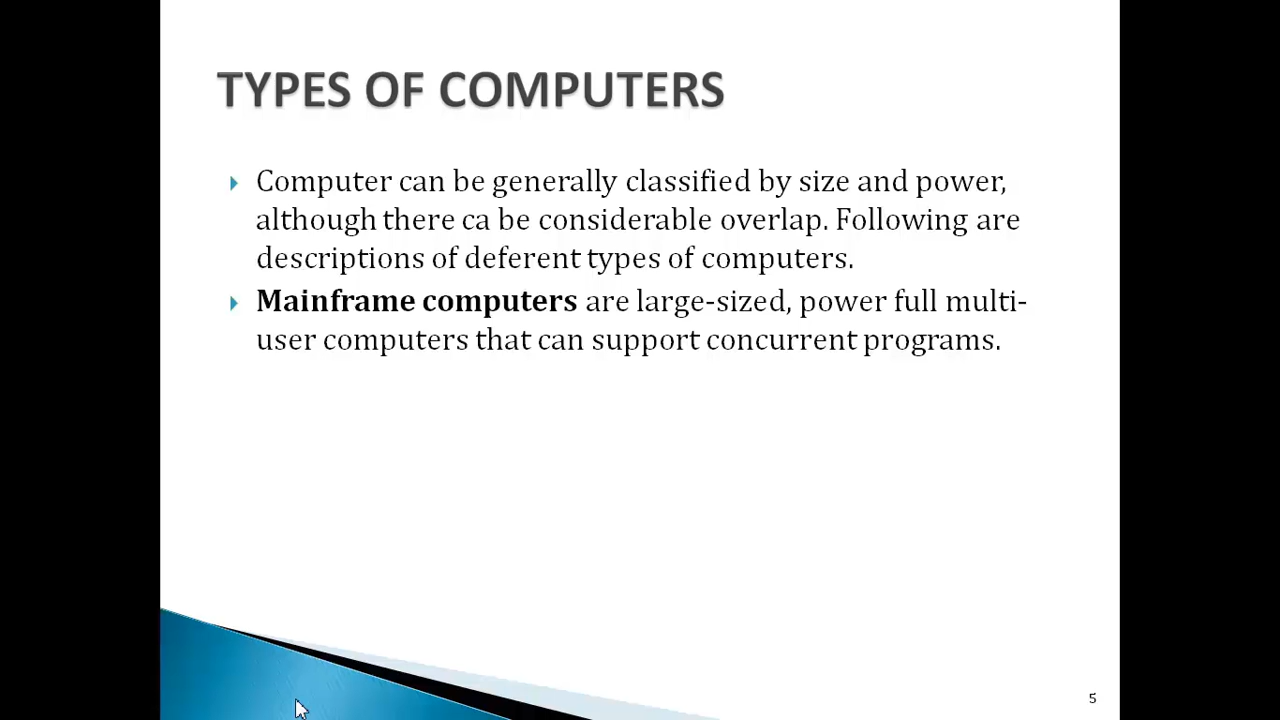 TYPES OF COMPUTERS
Computer can be generally classified by size and power,
although there ca be considerable overlap. Following are
descriptions of deferent types of computers.
Mainframe computers are large-sized, power full multi-
user computers that can support concurrent programs.
5